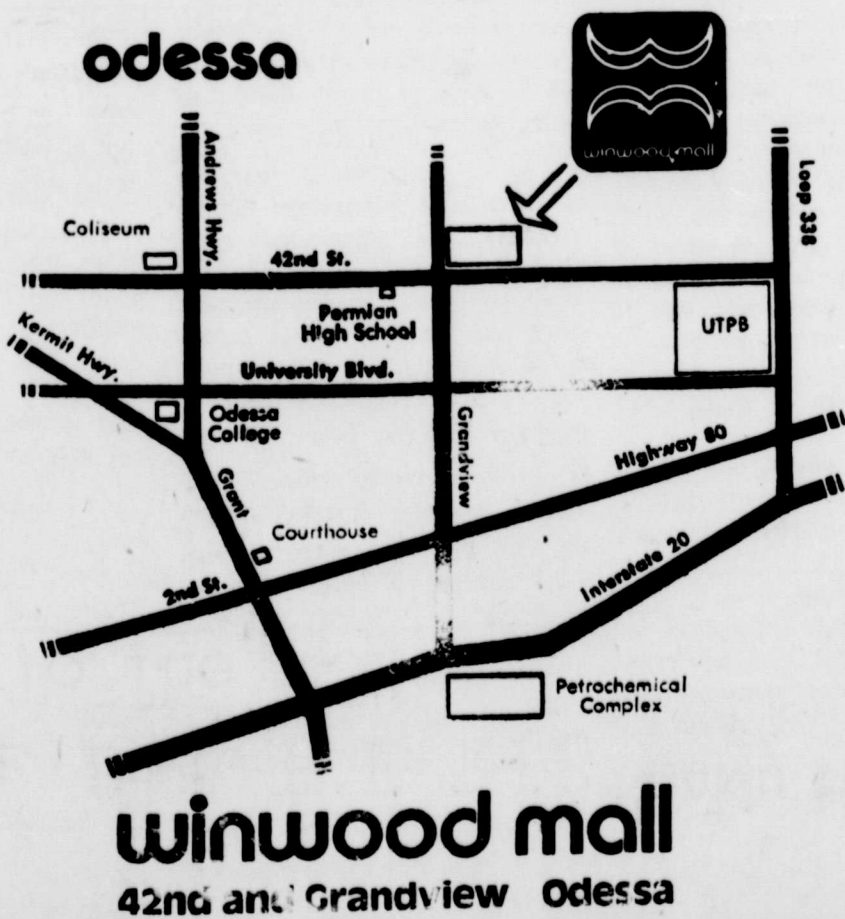 odessa
winwood mall
Andrews Hwy.
Loop 338
Coliseum
42nd St.
Permian
High School
UTPB
Kermit Hwy.
University Blvd.
Odessa
College
Grandview
Highway 80
Grant
Courthouse
2nd St.
Interstate 20
Petrochemical
Complex
winwood mall
42nd and Grandview Odessa